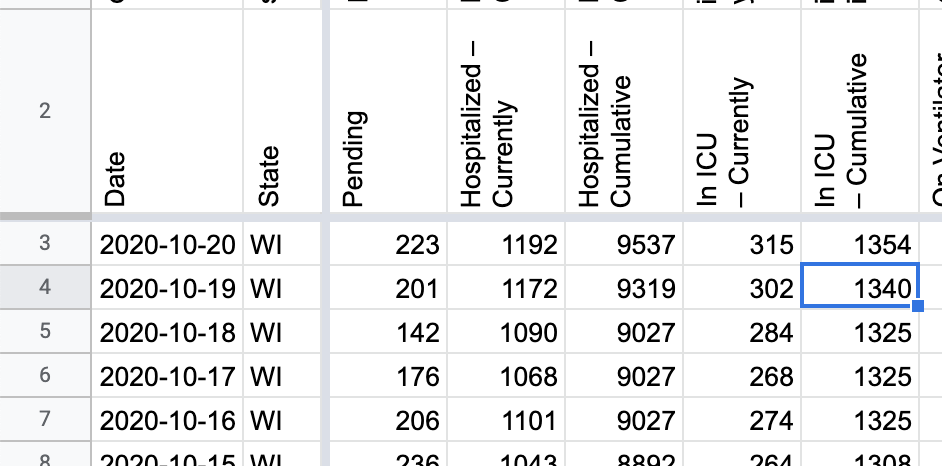 2 Date State Pending Hospitalized – Currently Hospitalized – Cumulative In ICU – Currently In ICU – Cumulative
3 2020-10-20 WI 223 1192 9537 315 1354
4 2020-10-19 WI 201 1172 9319 302 1340
5 2020-10-18 WI 142 1090 9027 284 1325
6 2020-10-17 WI 176 1068 9027 268 1325
7 2020-10-16 WI 206 1101 9027 274 1325
8 2020-10-15 WI 236 1043 8892 264 1308